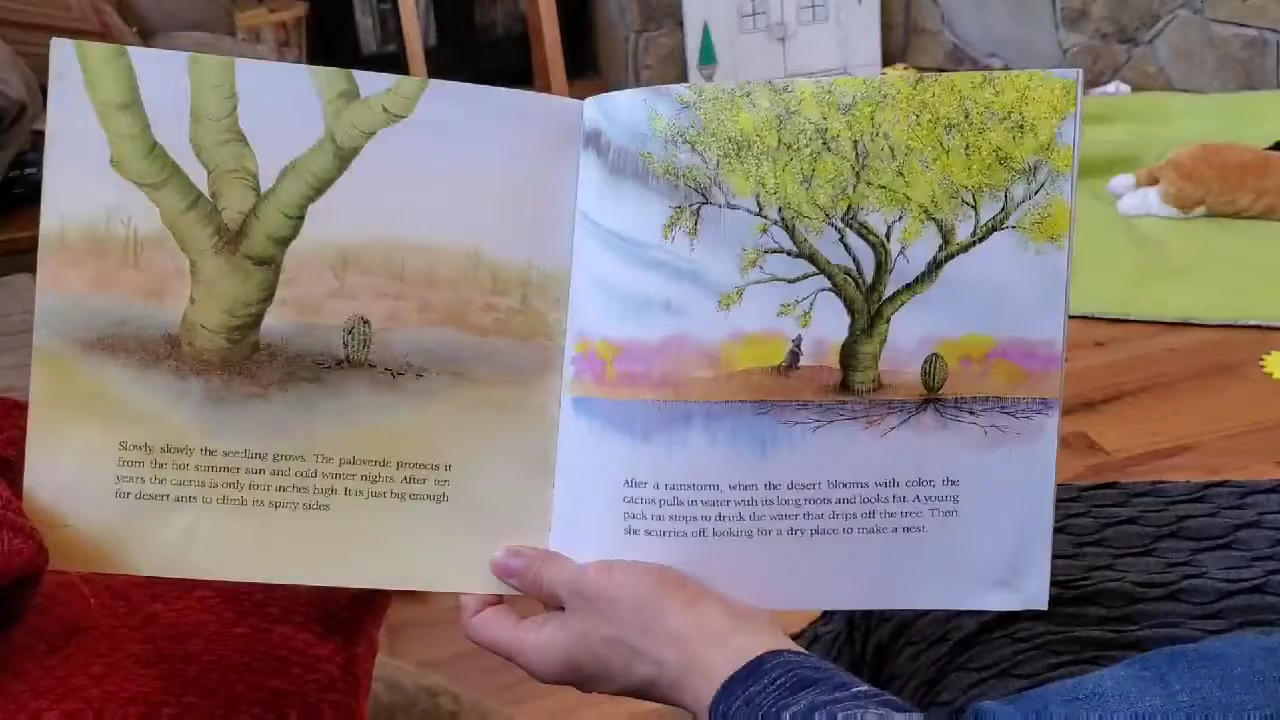 Slowly, slowly the seedling grows. The paloverde protects it
from the hot summer sun and cold winter nights. After ten
years the cactus is only four inches high. It is just big enough
for desert ants to climb its spiny sides.
After a rainstorm, when the desert blooms with color, the
cactus pulls in water with its long roots and looks fat. A young
pack rat stops to drink the water that drips off the tree. Then
she scurries off, looking for a dry place to make a nest.